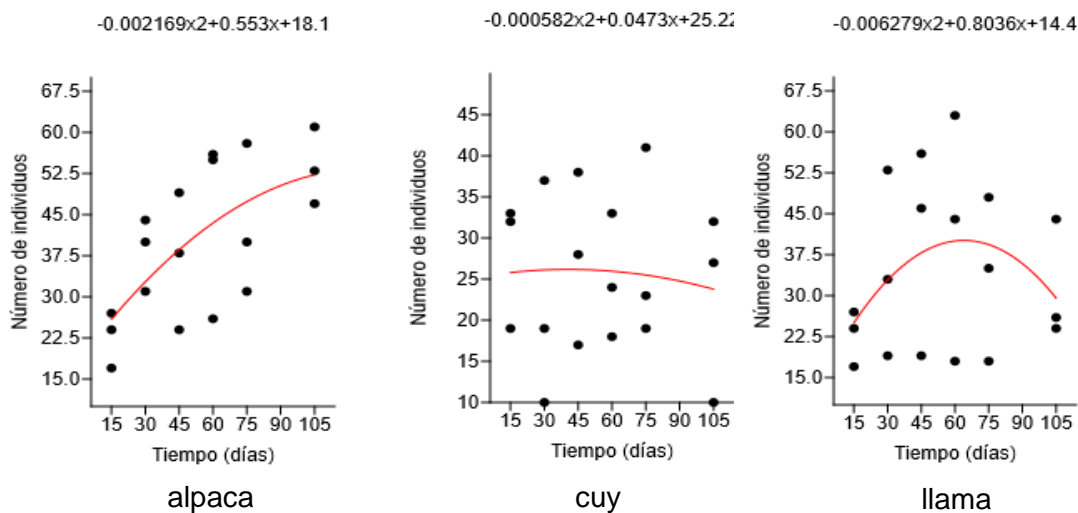 -0.002169x2+0.553x+18.1
-0.000582x2+0.0473x+25.22
-0.006279x2+0.8036x+14.4
67.5
60.0
52.5
45.0
37.5
30.0
22.5
15.0
Número de individuos
15 30 45 60 75 90 105
Tiempo (días)
alpaca
45
40
35
30
25
20
15
10
Número de individuos
15 30 45 60 75 90 105
Tiempo (días)
cuy
67.5
60.0
52.5
45.0
37.5
30.0
22.5
15.0
Número de individuos
15 30 45 60 75 90 105
Tiempo (días)
llama